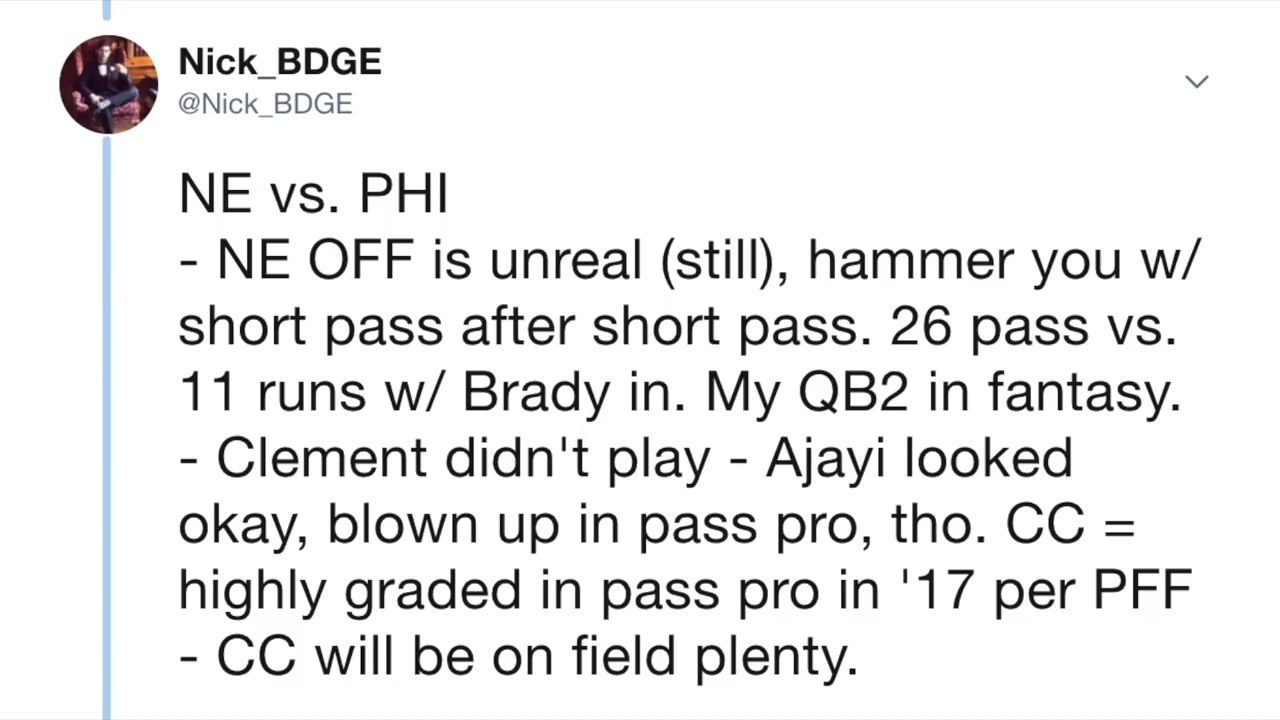 Nick_BDGE
@Nick_BDGE
NE vs. PHI
- NE OFF is unreal (still), hammer you w/
short pass after short pass. 26 pass vs.
11 runs w/ Brady in. My QB2 in fantasy.
- Clement didn't play - Ajayi looked
okay, blown up in pass pro, tho. CC =
highly graded in pass pro in '17 per PFF
- CC will be on field plenty.